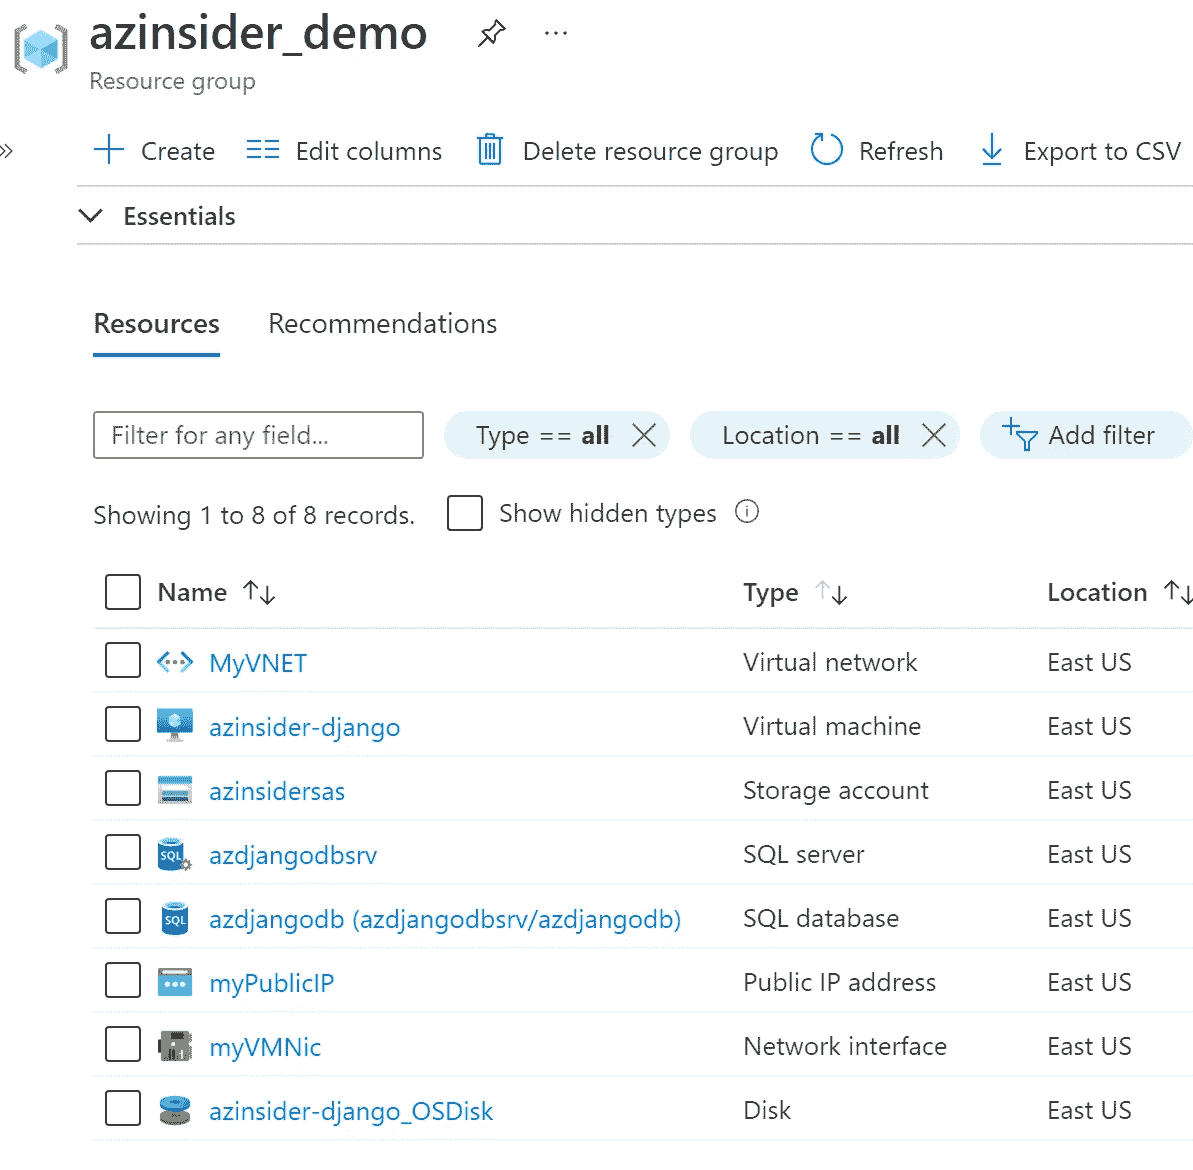 azinsider_demo
Resource group
Create Edit columns Delete resource group Refresh Export to CSV
Essentials
Resources Recommendations
Filter for any field... Type == all Location == all Add filter
Showing 1 to 8 of 8 records. Show hidden types
Name Type Location
MyVNET Virtual network East US
azinsider-django Virtual machine East US
azinsidersas Storage account East US
SQL azdjangodbsrv SQL server East US
SQL azdjangodb (azdjangodbsrv/azdjangodb) SQL database East US
myPublicIP Public IP address East US
myVMNic Network interface East US
azinsider-django_OSDisk Disk East US